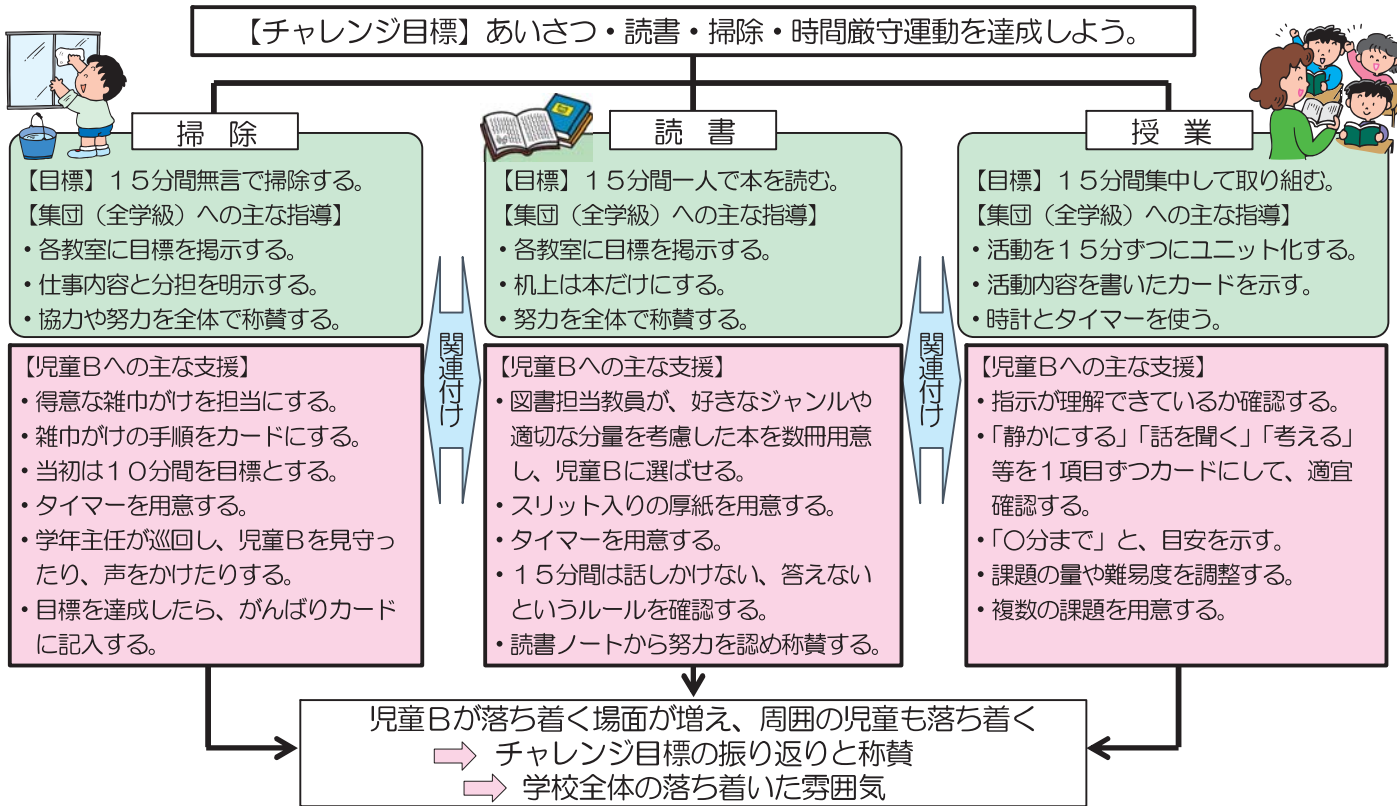 【チャレンジ目標】あいさつ・読書・掃除・時間厳守運動を達成しよう。
掃 除
【目標】１５分間無言で掃除する。
【集団（全学級）への主な指導】
・各教室に目標を掲示する。
・仕事内容と分担を明示する。
・協力や努力を全体で称賛する。
【児童Ｂへの主な支援】
・得意な雑巾がけを担当にする。
・雑巾がけの手順をカードにする。
・当初は１０分間を目標とする。
・タイマーを用意する。
・学年主任が巡回し、児童Ｂを見守っ
たり、声をかけたりする。
・目標を達成したら、がんばりカード
に記入する。
関連付け
読 書
【目標】１５分間一人で本を読む。
【集団（全学級）への主な指導】
・各教室に目標を掲示する。
・机上は本だけにする。
・努力を全体で称賛する。
【児童Ｂへの主な支援】
・図書担当教員が、好きなジャンルや
適切な分量を考慮した本を数冊用意
し、児童Ｂに選ばせる。
・スリット入りの厚紙を用意する。
・タイマーを用意する。
・１５分間は話しかけない、答えない
というルールを確認する。
・読書ノートから努力を認め称賛する。
関連付け
授 業
【目標】１５分間集中して取り組む。
【集団（全学級）への主な指導】
・活動を１５分ずつにユニット化する。
・活動内容を書いたカードを示す。
・時計とタイマーを使う。
【児童Ｂへの主な支援】
・指示が理解できているか確認する。
・「静かにする」「話を聞く」「考える」
等を１項目ずつカードにして、適宜
確認する。
・「〇分まで」と、目安を示す。
・課題の量や難易度を調整する。
・複数の課題を用意する。
児童Ｂが落ち着く場面が増え、周囲の児童も落ち着く
チャレンジ目標の振り返りと称賛
学校全体の落ち着いた雰囲気